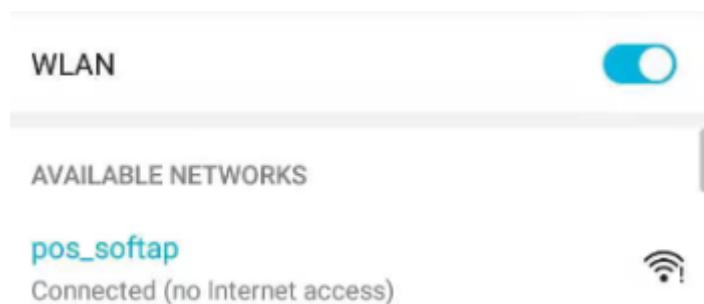 WLAN
AVAILABLE NETWORKS
pos_softap
Connected (no Internet access)